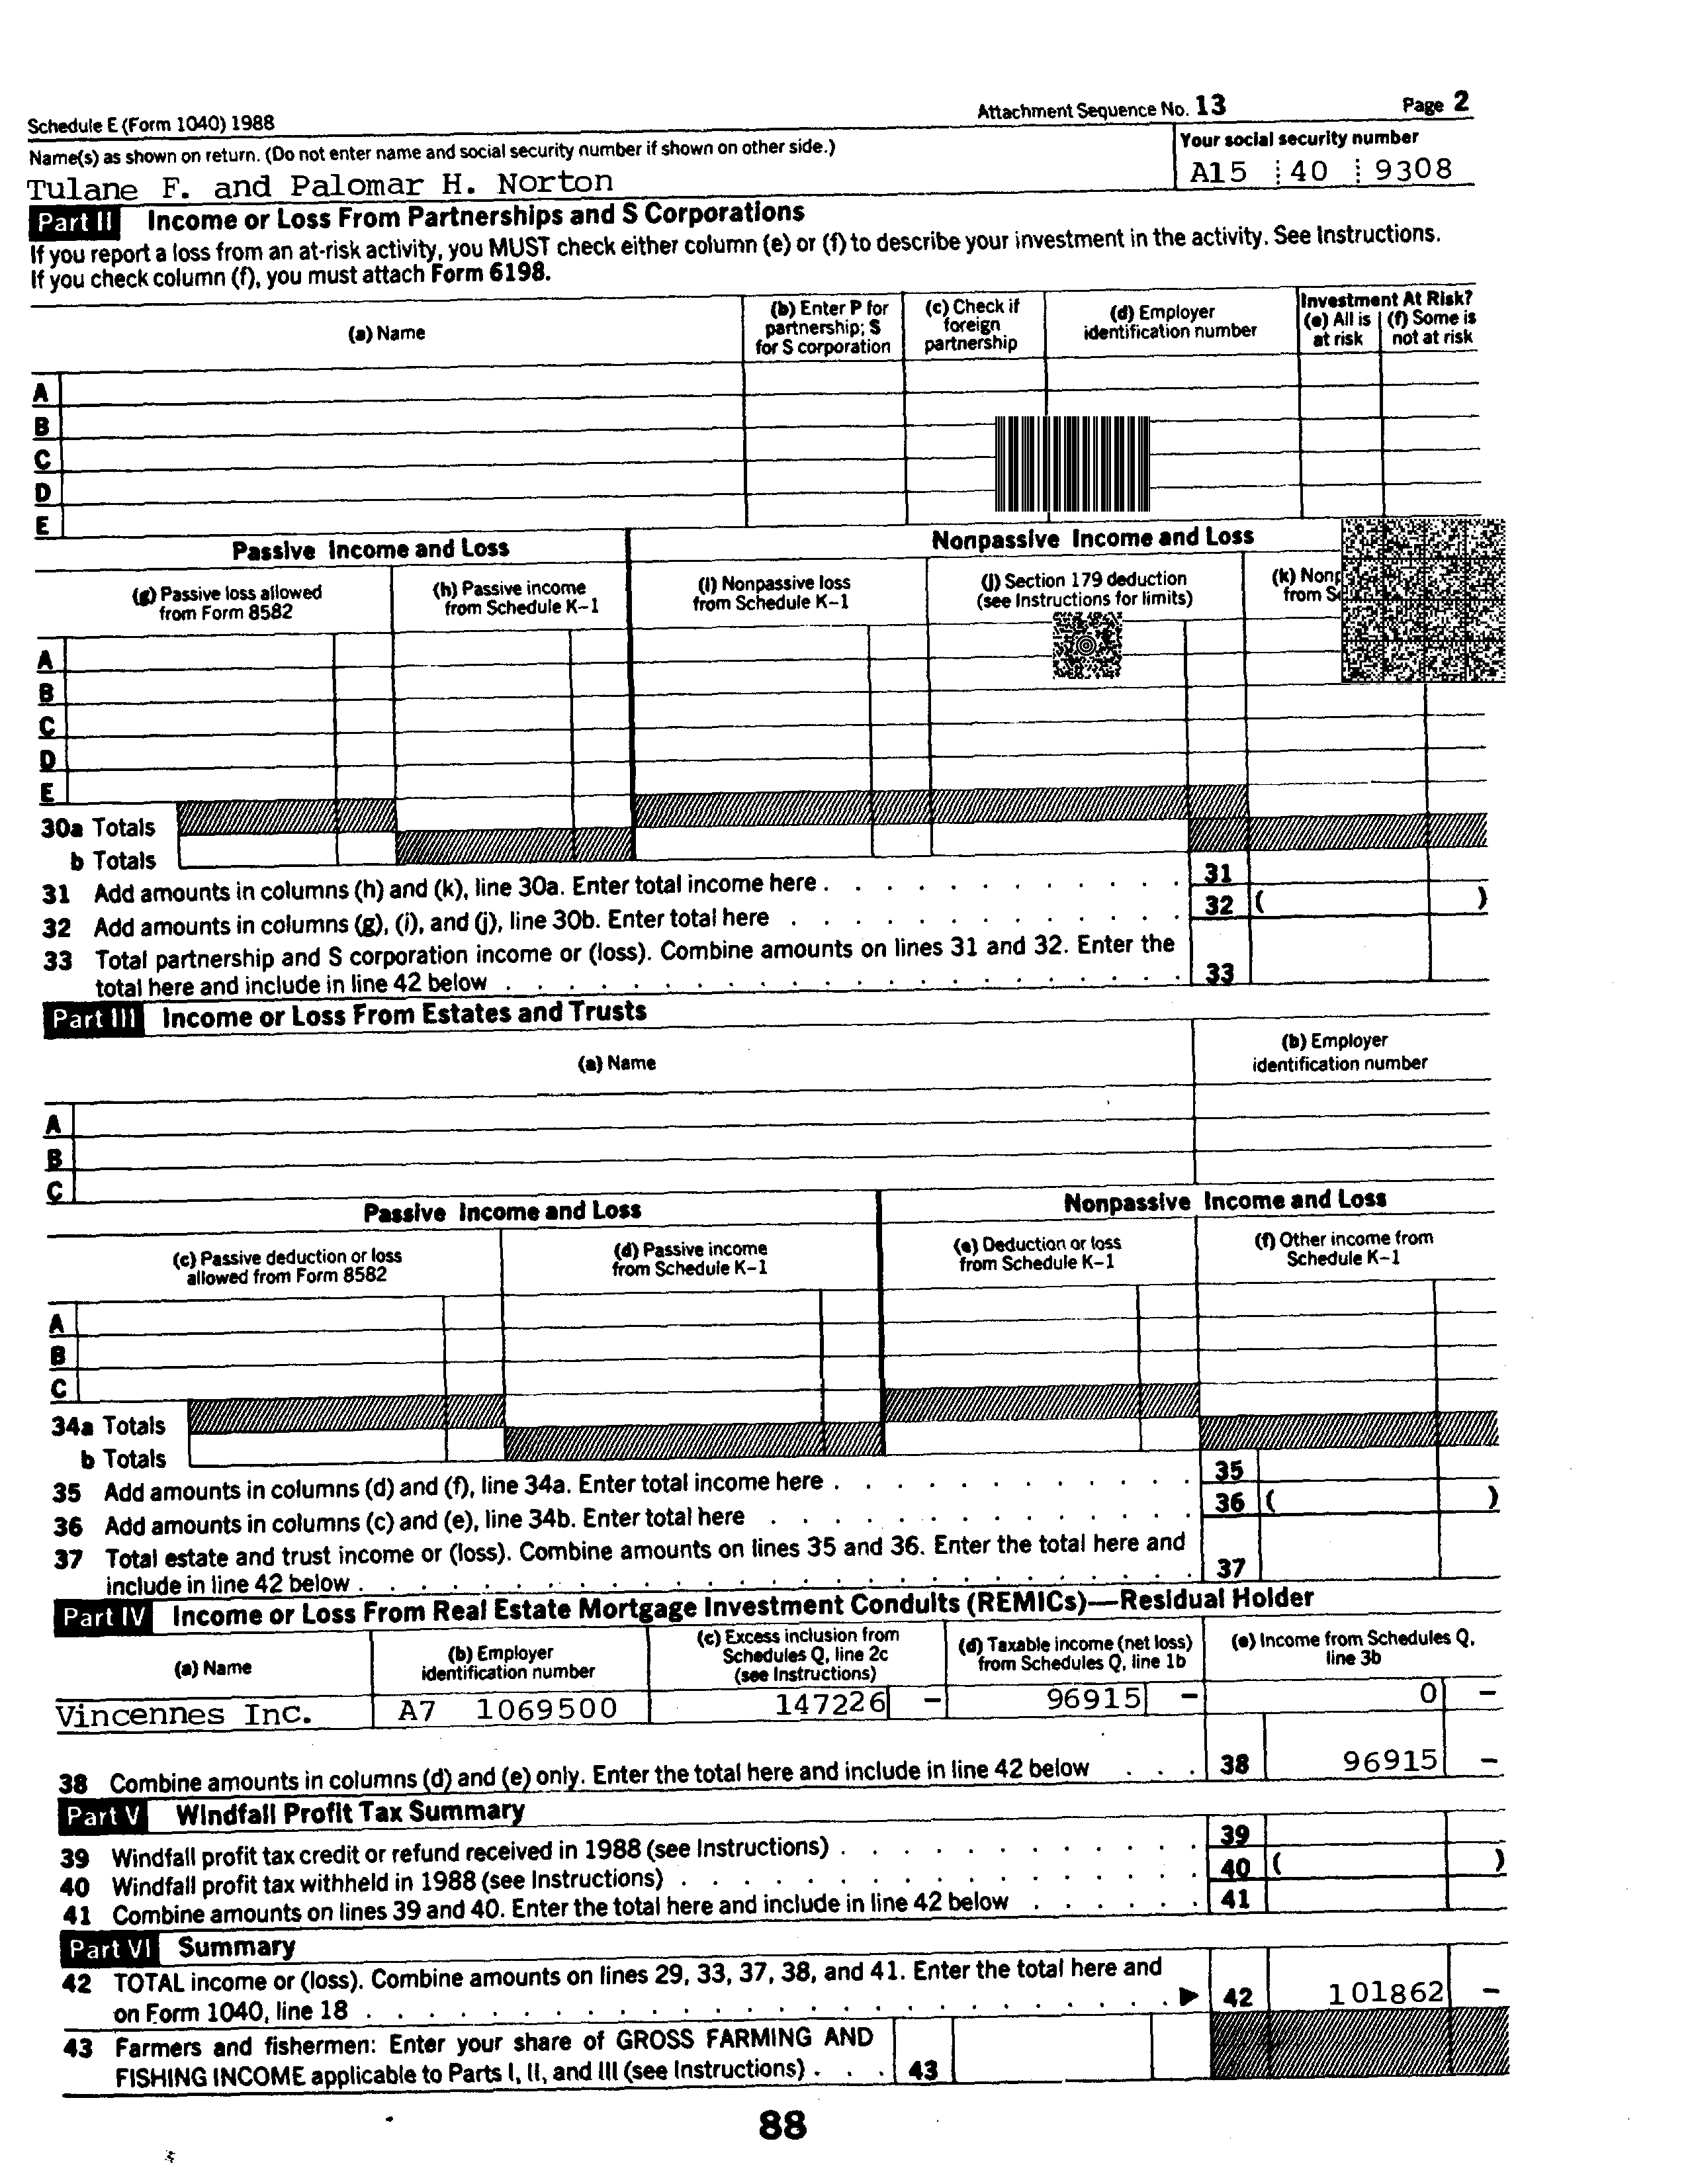 Schedule E (Form 1040) 1988 Attachment Sequence No. 13 Page 2
Name(s) as shown on return. (Do not enter name and social security number if shown on other side.) Your social security number
Tulane F. and Palomar H. Norton A15 40 9308
Part II Income or Loss From Partnerships and S Corporations
If you report a loss from an at-risk activity, you MUST check either column (e) or (f) to describe your investment in the activity. See Instructions.
If you check column (f), you must attach Form 6198.
(a) Name
(b) Enter P for partnership; S for S corporation
(c) Check if foreign partnership
(d) Employer identification number
Investment At Risk?
(e) All is at risk
(f) Some is not at risk
A
B
C
D
E
Passive Income and Loss Nonpassive Income and Loss
(g) Passive loss allowed from Form 8582
(h) Passive income from Schedule K–1
(i) Nonpassive loss from Schedule K–1
(j) Section 179 deduction (see Instructions for limits)
(k)
from
A
B
C
D
E
30a Totals
b Totals
31 Add amounts in columns (h) and (k), line 30a. Enter total income here . . . . . . . . . . . . 31
32 Add amounts in columns (g), (i), and (j), line 30b. Enter total here . . . . . . . . . . . . . 32 ( )
33 Total partnership and S corporation income or (loss). Combine amounts on lines 31 and 32. Enter the
total here and include in line 42 below . . . . . . . . . . . . . . . . . . . . . . 33
Part III Income or Loss From Estates and Trusts
(a) Name
(b) Employer identification number
A
B
C
Passive Income and Loss Nonpassive Income and Loss
(c) Passive deduction or loss allowed from Form 8582
(d) Passive income from Schedule K–1
(e) Deduction or loss from Schedule K–1
(f) Other income from Schedule K–1
A
B
C
34a Totals
b Totals
35 Add amounts in columns (d) and (f), line 34a. Enter total income here . . . . . . . . . . . . 35
36 Add amounts in columns (c) and (e), line 34b. Enter total here . . . . . . . . . . . . . . 36 ( )
37 Total estate and trust income or (loss). Combine amounts on lines 35 and 36. Enter the total here and
include in line 42 below . . . . . . . . . . . . . . . . . . . . . . . . . . . 37
Part IV Income or Loss From Real Estate Mortgage Investment Conduits (REMICs)—Residual Holder
(a) Name
(b) Employer identification number
(c) Excess inclusion from Schedules Q, line 2c (see Instructions)
(d) Taxable income (net loss) from Schedules Q, line 1b
(e) Income from Schedules Q, line 3b
Vincennes Inc. A7 1069500 147226 – 96915 – 0 –
38 Combine amounts in columns (d) and (e) only. Enter the total here and include in line 42 below . . . 38 96915 –
Part V Windfall Profit Tax Summary
39 Windfall profit tax credit or refund received in 1988 (see Instructions) . . . . . . . . . . . . 39
40 Windfall profit tax withheld in 1988 (see Instructions) . . . . . . . . . . . . . . . . . 40 ( )
41 Combine amounts on lines 39 and 40. Enter the total here and include in line 42 below . . . . . . 41
Part VI Summary
42 TOTAL income or (loss). Combine amounts on lines 29, 33, 37, 38, and 41. Enter the total here and
on Form 1040, line 18 . . . . . . . . . . . . . . . . . . . . . . . . . . ▶ 42 101862 –
43 Farmers and fishermen: Enter your share of GROSS FARMING AND
FISHING INCOME applicable to Parts I, II, and III (see Instructions) . . . 43
88